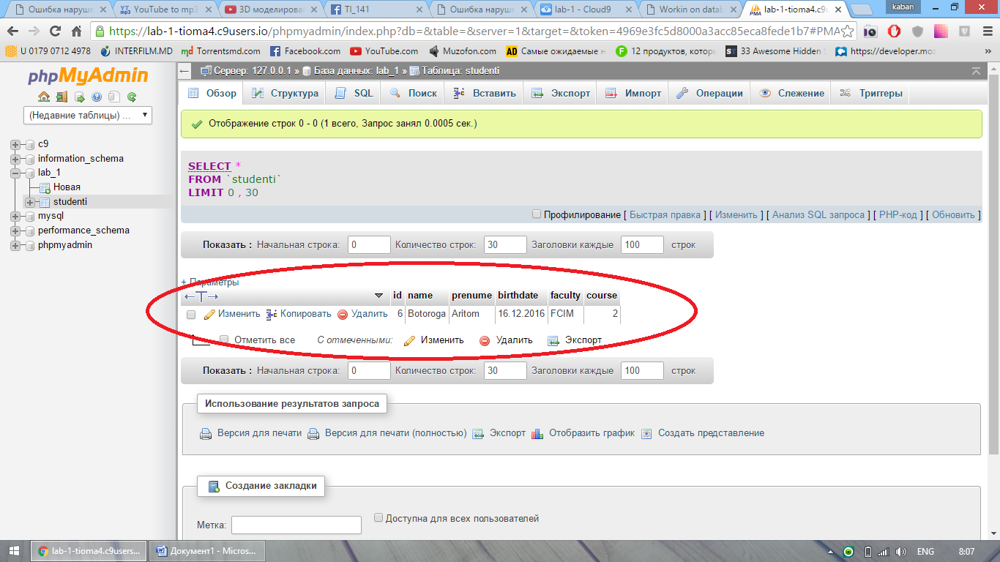 Ошибка наруше
YouTube to mp3
3D моделирован
TI_141
Ошибка наруше
lab-1 - Cloud9
Workin on datab
lab-1-tioma4.c9u
kaban
https://lab-1-tioma4.c9users.io/phpmyadmin/index.php?db=&table=&server=1&target=&token=4969e3fc5d8000a3acc85eca8fede1b7#PMA
U 0179 0712 4978
INTERFILM.MD
Torrentsmd.com
Facebook.com
YouTube.com
Muzofon.com
Самые ожидаемые н
12 продуктов, котор
33 Awesome Hidden
https://developer.moz
phpMyAdmin
(Недавние таблицы) ...
c9
information_schema
lab_1
Новая
studenti
mysql
performance_schema
phpmyadmin
Сервер: 127.0.0.1 » База данных: lab_1 » Таблица: studenti
Обзор Структура SQL Поиск Вставить Экспорт Импорт Операции Слежение Триггеры
Отображение строк 0 - 0 (1 всего, Запрос занял 0.0005 сек.)
SELECT *
FROM `studenti`
LIMIT 0 , 30
Профилирование [ Быстрая правка ] [ Изменить ] [ Анализ SQL запроса ] [ PHP-код ] [ Обновить ]
Показать : Начальная строка: 0 Количество строк: 30 Заголовки каждые 100 строк
+ Параметры
id name prenume birthdate faculty course
Изменить Копировать Удалить 6 Botoroga Aritom 16.12.2016 FCIM 2
Отметить все С отмеченными: Изменить Удалить Экспорт
Показать : Начальная строка: 0 Количество строк: 30 Заголовки каждые 100 строк
Использование результатов запроса
Версия для печати Версия для печати (полностью) Экспорт Отобразить график Создать представление
Создание закладки
Метка: Доступна для всех пользователей
lab-1-tioma4.c9users...
Документ1 - Micros...
ENG
8:07